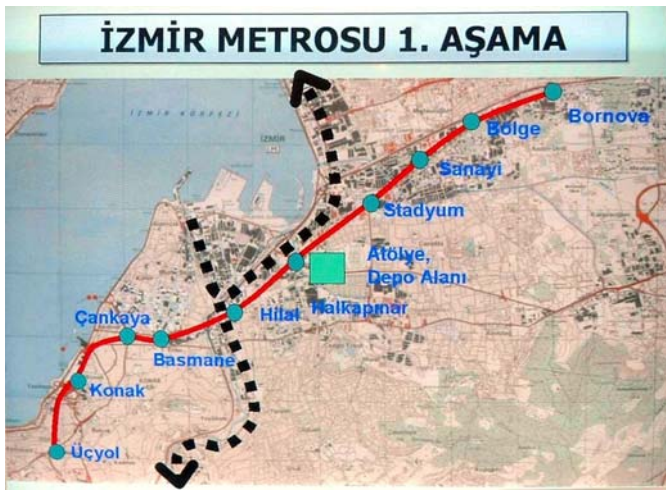 İZMİR METROSU 1. AŞAMA
İZMİR KÖRFEZİ
İZMİR
Bornova
Bölge
Sanayi
Stadyum
Atölye,
Depo Alanı
Halkapınar
Hilal
Çankaya
Basmane
Konak
Üçyol